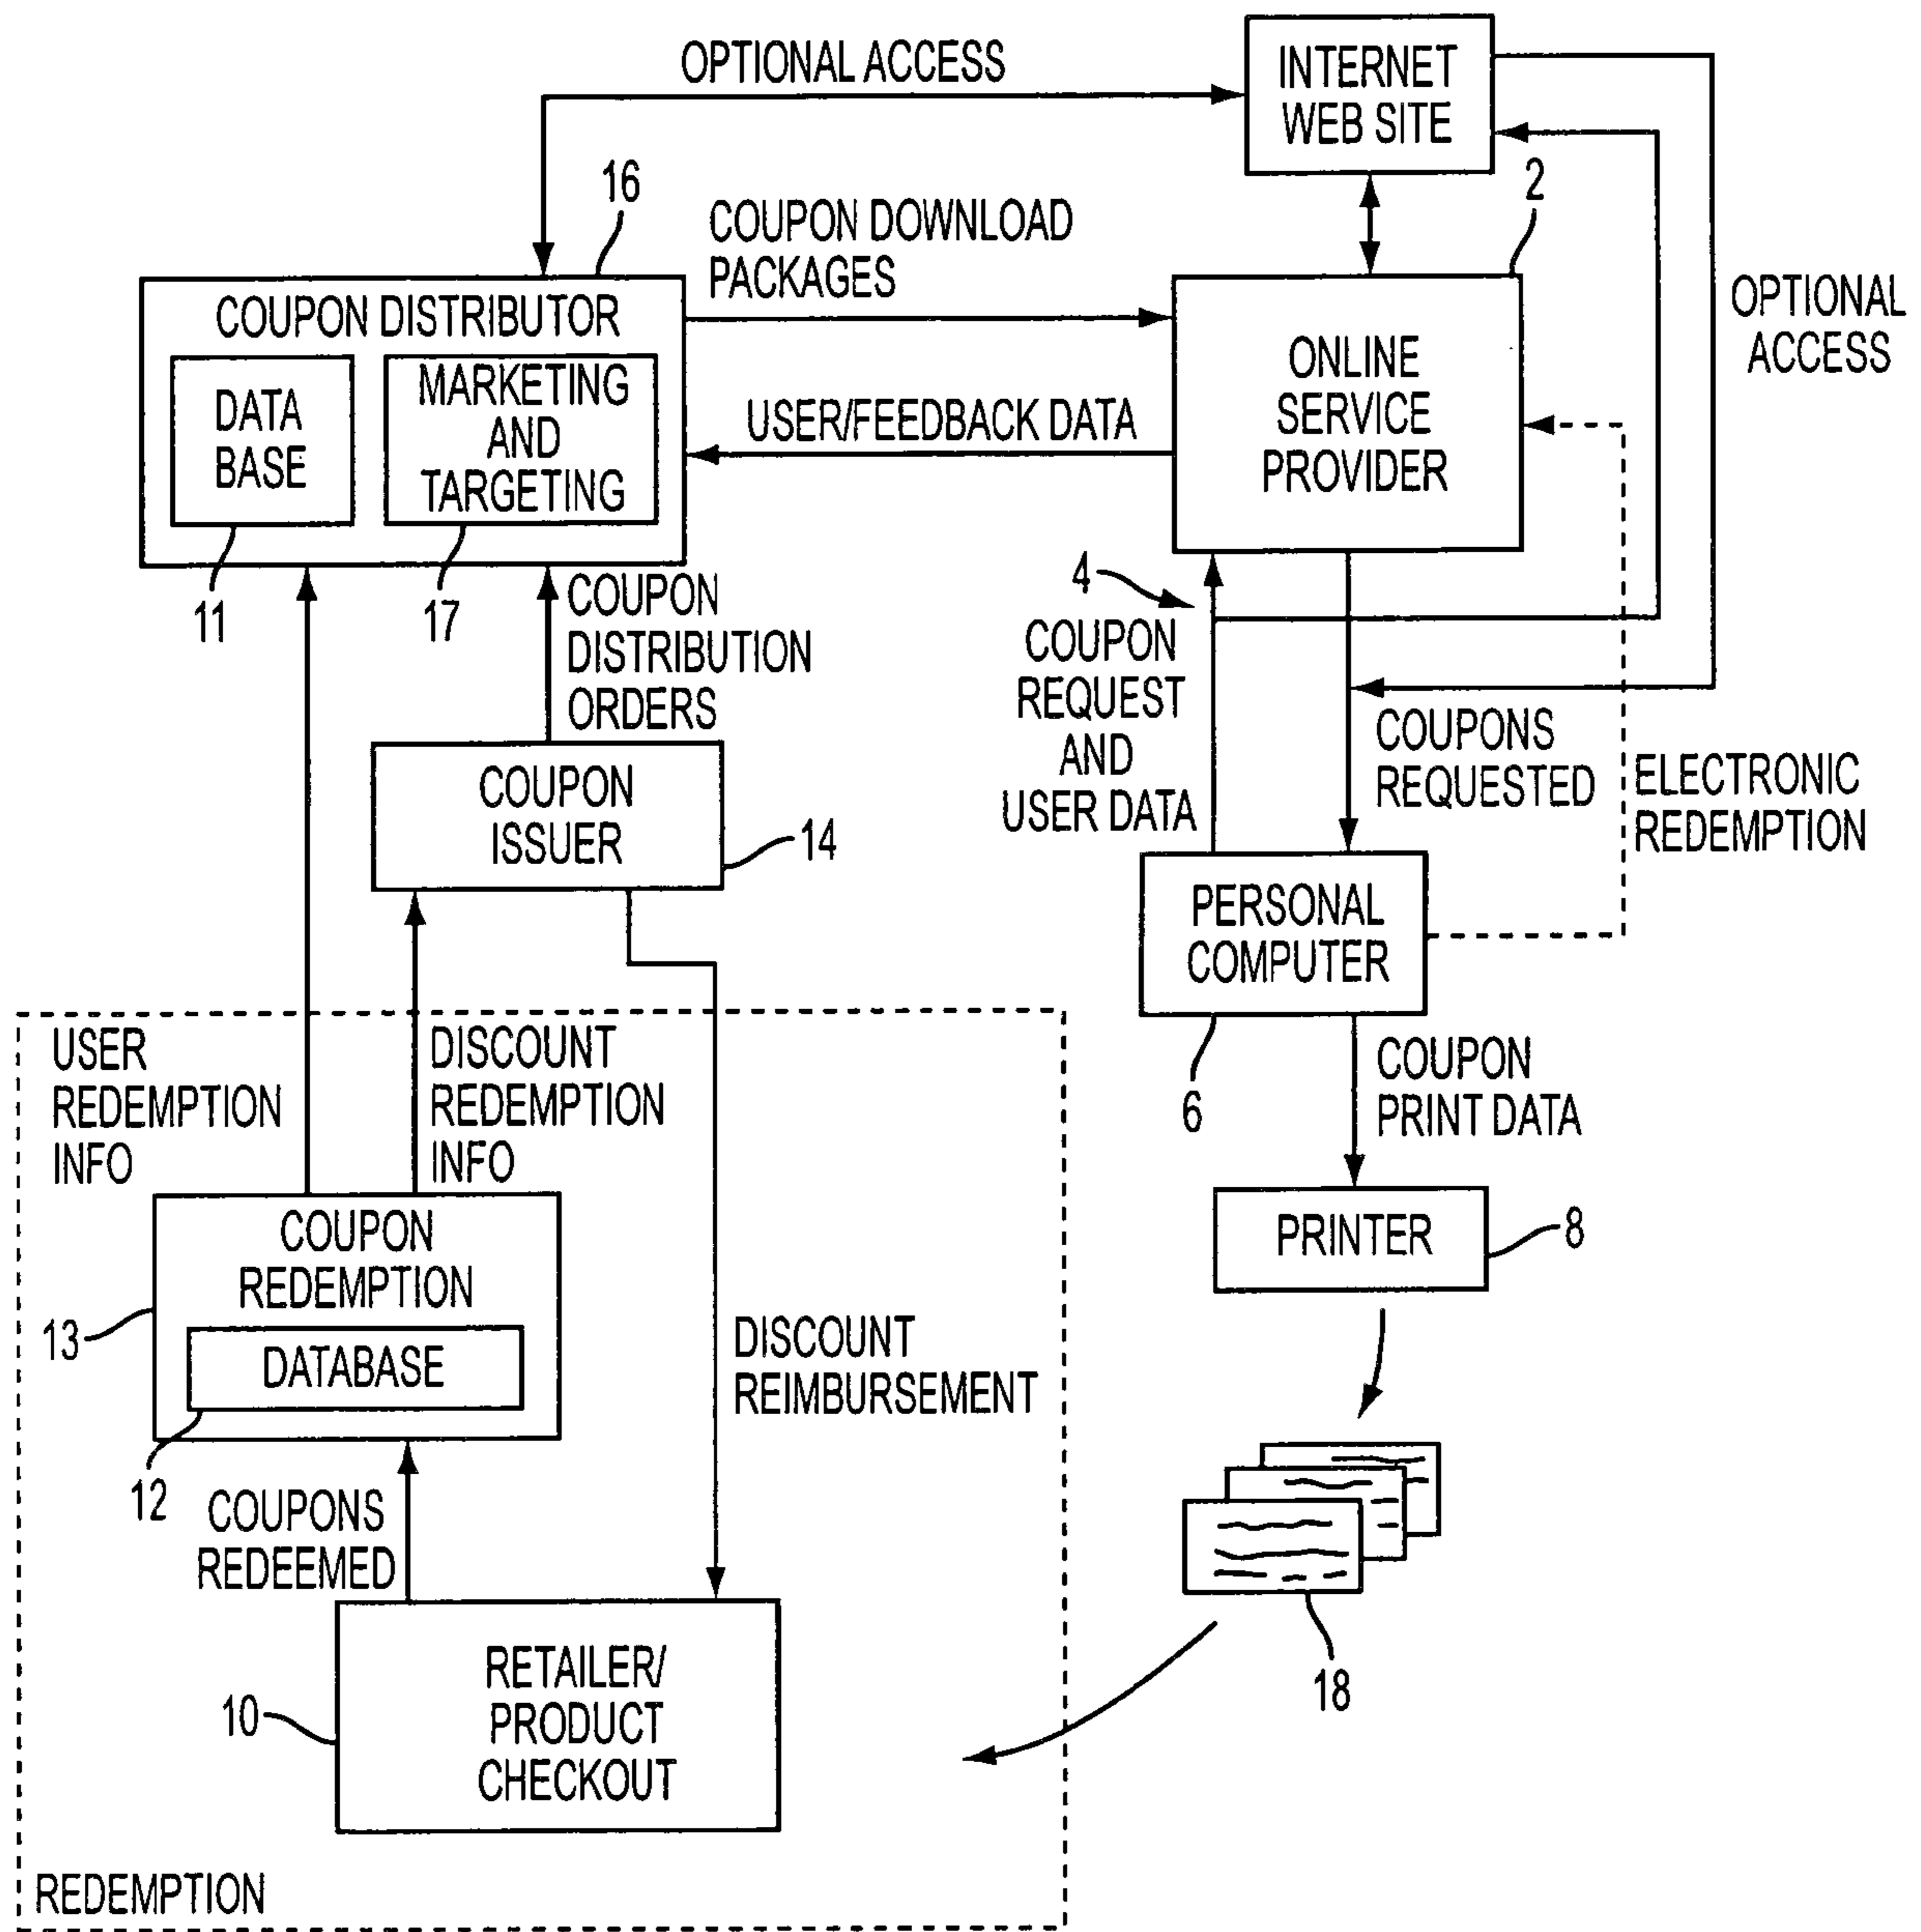 OPTIONAL ACCESS
INTERNET
WEB SITE
16
COUPON DOWNLOAD
PACKAGES
2
OPTIONAL
ACCESS
COUPON DISTRIBUTOR
DATA
BASE
MARKETING
AND
TARGETING
USER/FEEDBACK DATA
ONLINE
SERVICE
PROVIDER
11
17
COUPON
DISTRIBUTION
ORDERS
4
COUPON
REQUEST
AND
USER DATA
COUPONS
REQUESTED
ELECTRONIC
REDEMPTION
COUPON
ISSUER
14
PERSONAL
COMPUTER
6
USER
REDEMPTION
INFO
DISCOUNT
REDEMPTION
INFO
COUPON
PRINT DATA
PRINTER
8
COUPON
REDEMPTION
DATABASE
13
12
DISCOUNT
REIMBURSEMENT
COUPONS
REDEEMED
18
RETAILER/
PRODUCT
CHECKOUT
10
REDEMPTION